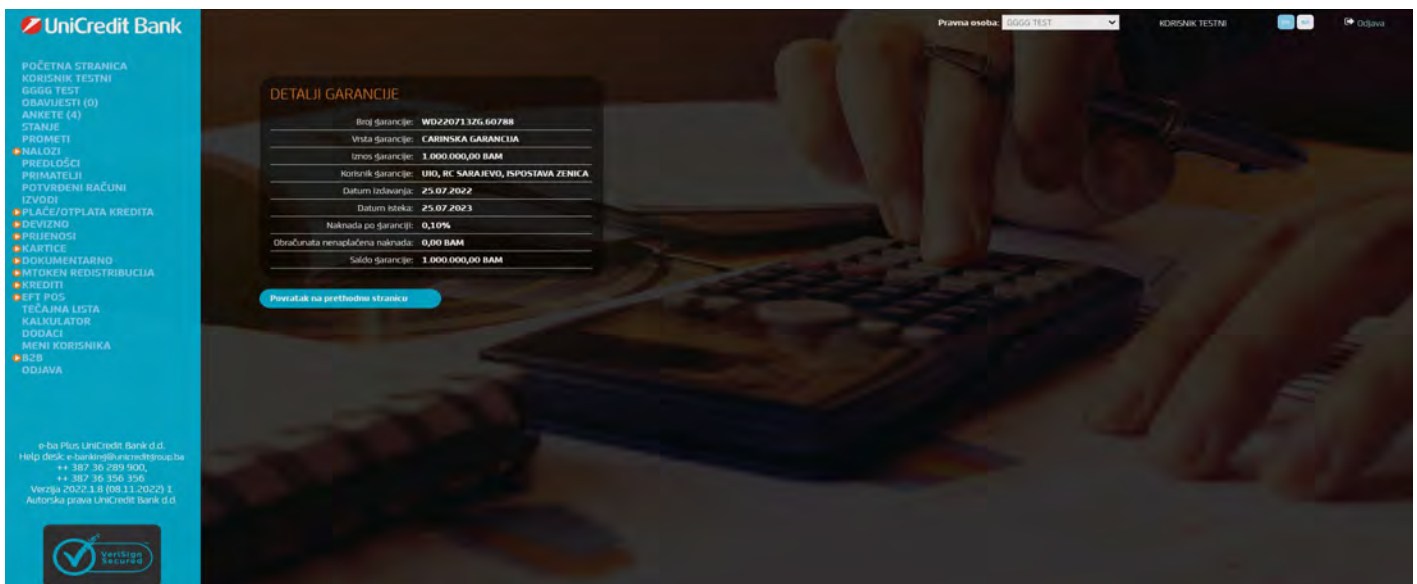 UniCredit Bank
Pravna osoba: GGGG TEST
KORISNIK TESTNI
Odjava
POČETNA STRANICA
KORISNIK TESTNI
GGGG TEST
OBAVIJESTI (0)
ANKETE (4)
STANJE
PROMETI
NALOZI
PREDLOŠCI
PRIMATELJI
POTVRĐENI RAČUNI
IZVODI
PLAĆE/OTPLATA KREDITA
DEVIZNO
PRIJENOSI
KARTICE
DOKUMENTARNO
MTOKEN REDISTRIBUCIJA
KREDITI
EFT POS
TEČAJNA LISTA
KALKULATOR
DODACI
MENI KORISNIKA
B2B
ODJAVA
e-ba Plus UniCredit Bank d.d.
Help desk: e-banking@unicreditgroup.ba
++ 387 36 289 900,
++ 387 36 356 356
Verzija 2022.1.8 (08.11.2022) 1
Autorska prava UniCredit Bank d.d.
VeriSign
Secured
DETALJI GARANCIJE
Broj garancije: WD220713ZG.60788
Vrsta garancije: CARINSKA GARANCIJA
Iznos garancije: 1.000.000,00 BAM
Korisnik garancije: UIO, RC SARAJEVO, ISPOSTAVA ZENICA
Datum izdavanja: 25.07.2022
Datum isteka: 25.07.2023
Naknada po garanciji: 0,10%
Obračunata nenaplaćena naknada: 0,00 BAM
Saldo garancije: 1.000.000,00 BAM
Povratak na prethodnu stranicu